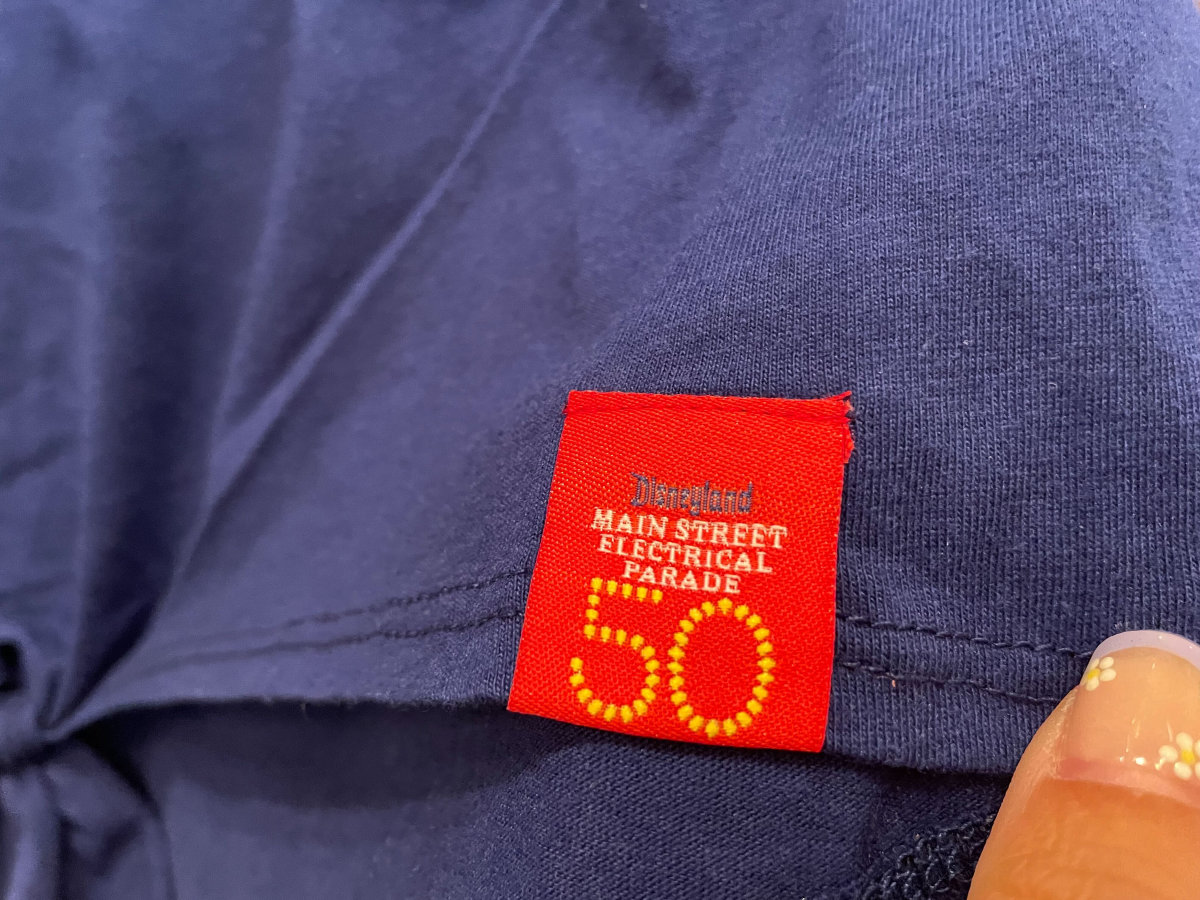 Disneyland
MAIN STREET
ELECTRICAL
PARADE
50